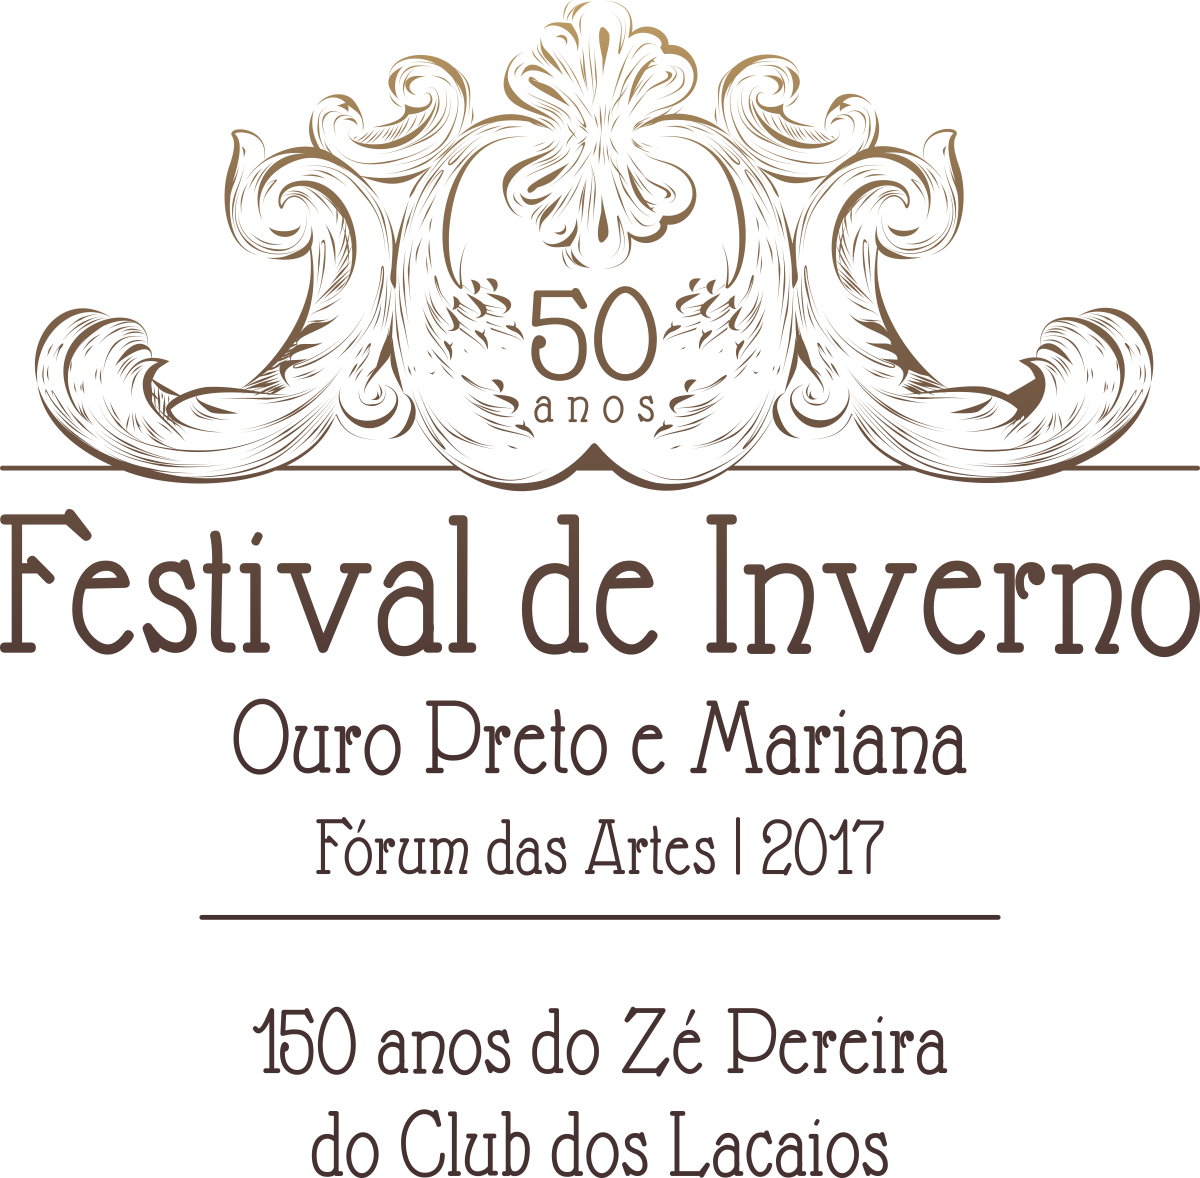 50
anos
Festival de Inverno
Ouro Preto e Mariana
Fórum das Artes | 2017
150 anos do Zé Pereira
do Club dos Lacaios